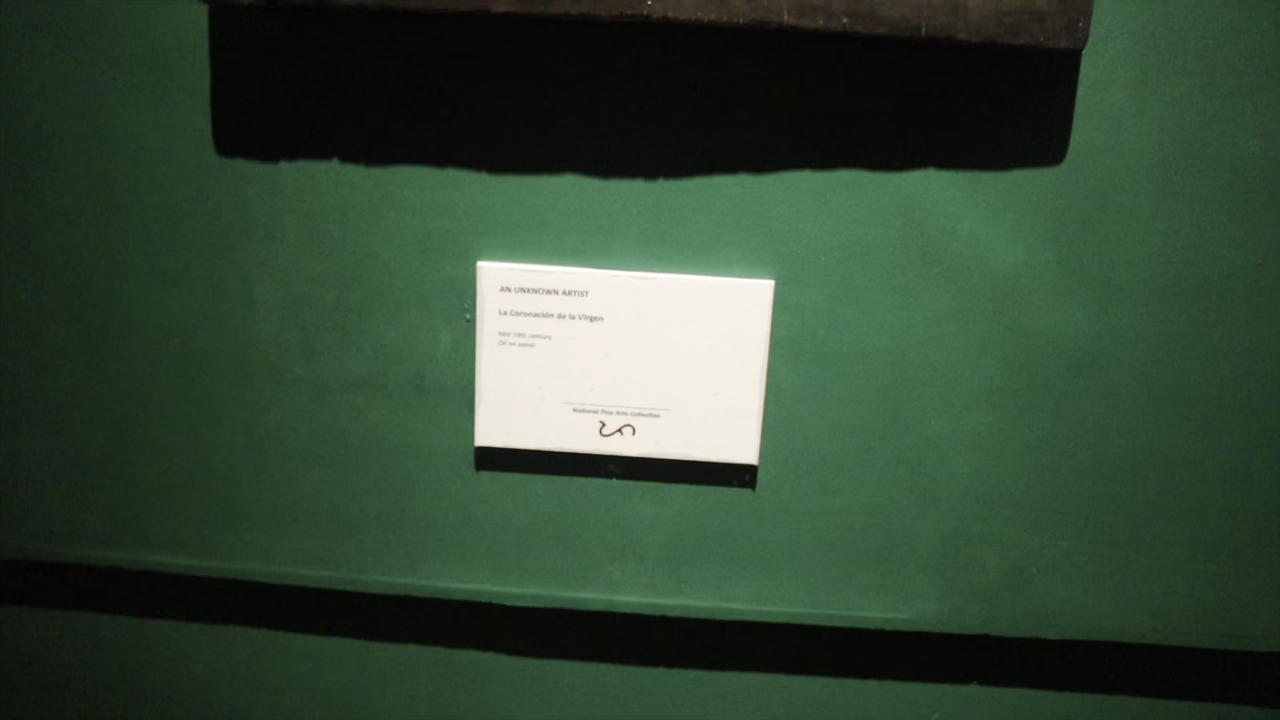 AN UNKNOWN ARTIST
La Coronación de la Virgen
Mid 19th century
Oil on panel
National Fine Arts Collection